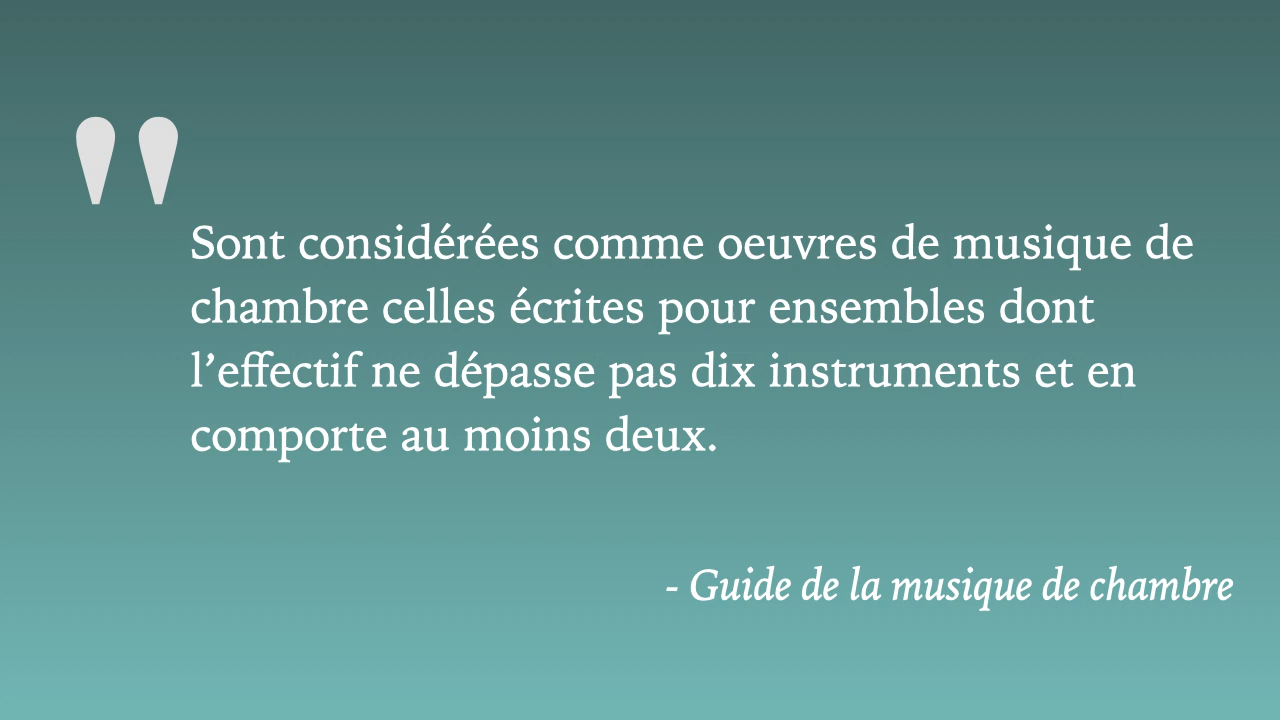 "
Sont considérées comme oeuvres de musique de
chambre celles écrites pour ensembles dont
l’effectif ne dépasse pas dix instruments et en
comporte au moins deux.
- Guide de la musique de chambre